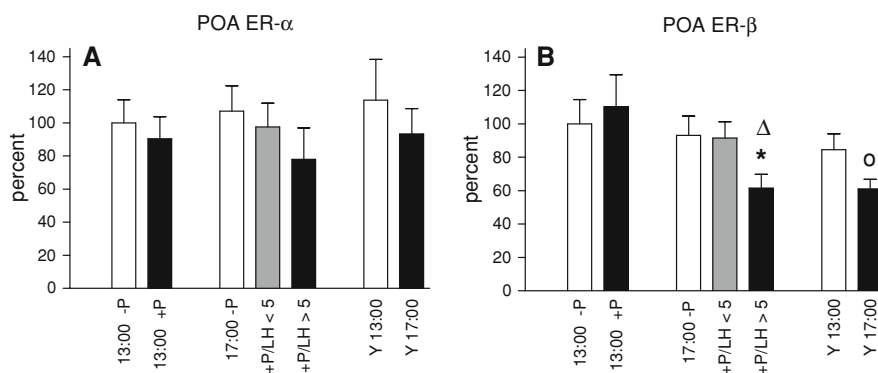 POA ER-α
A
percent
140
120
100
80
60
40
20
0
13:00 -P
13:00 +P
17:00 -P
+P/LH < 5
+P/LH > 5
Y 13:00
Y 17:00
POA ER-β
B
percent
140
120
100
80
60
40
20
0
Δ
*
o
13:00 -P
13:00 +P
17:00 -P
+P/LH < 5
+P/LH > 5
Y 13:00
Y 17:00